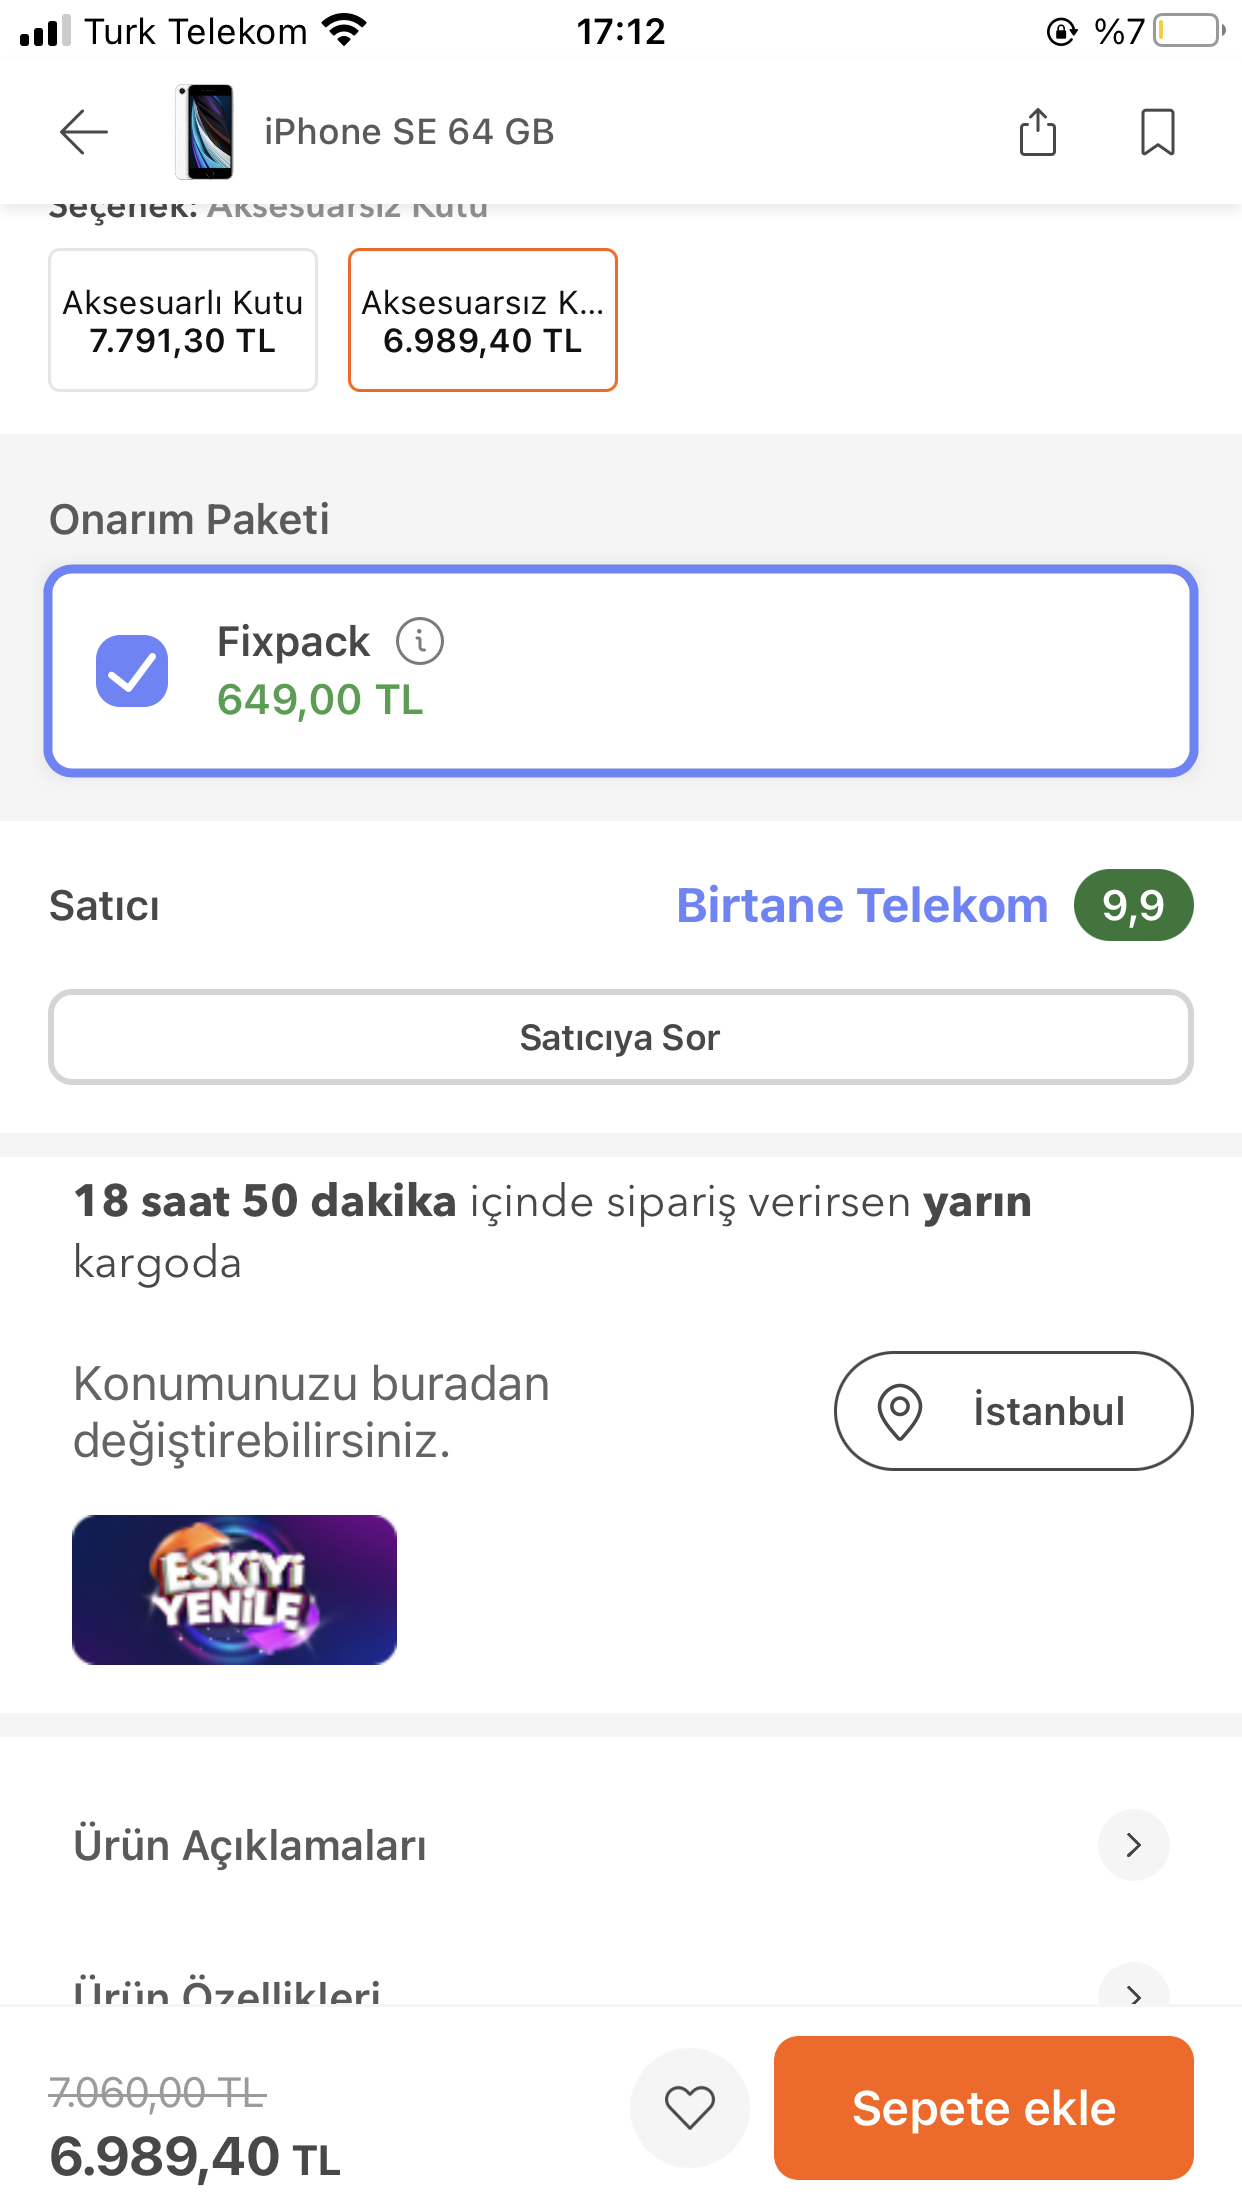 Turk Telekom
17:12
%7
iPhone SE 64 GB
Seçenek: Aksesuarsız Kutu
Aksesuarlı Kutu
7.791,30 TL
Aksesuarsız K...
6.989,40 TL
Onarım Paketi
Fixpack
649,00 TL
Satıcı
Birtane Telekom
9,9
Satıcıya Sor
18 saat 50 dakika içinde sipariş verirsen yarın
kargoda
Konumunuzu buradan
değiştirebilirsiniz.
İstanbul
ESKİYİ
YENİLE
Ürün Açıklamaları
Ürün Özellikleri
7.060,00 TL
6.989,40 TL
Sepete ekle